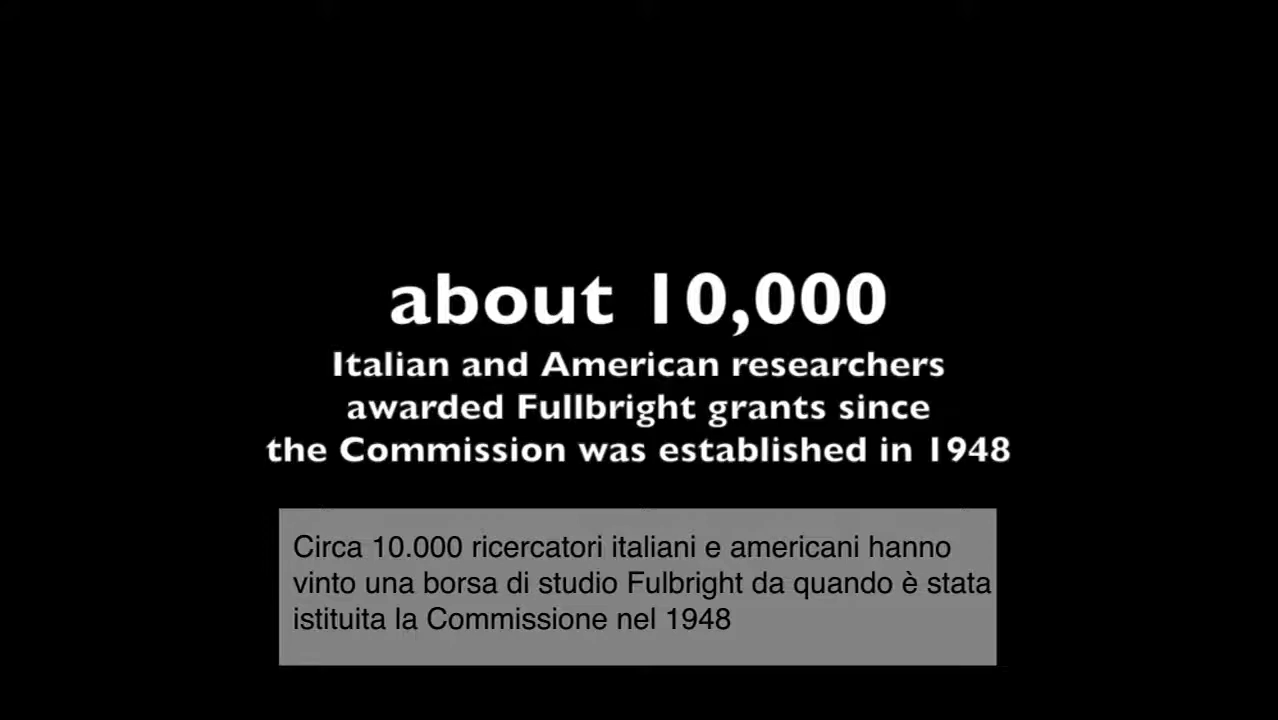 about 10,000
Italian and American researchers
awarded Fullbright grants since
the Commission was established in 1948
Circa 10.000 ricercatori italiani e americani hanno
vinto una borsa di studio Fulbright da quando è stata
istituita la Commissione nel 1948